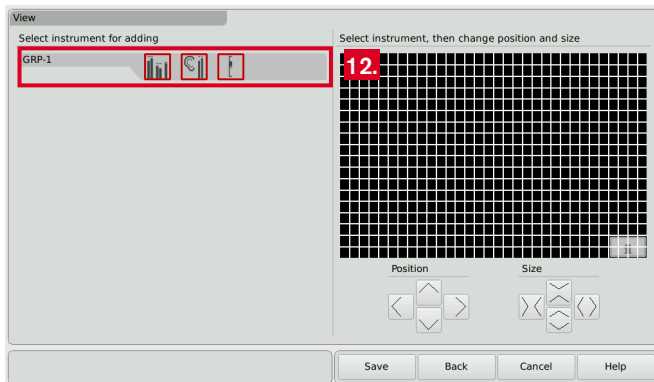 View
Select instrument for adding
GRP-1
Select instrument, then change position and size
12.
Position
Size
Save
Back
Cancel
Help